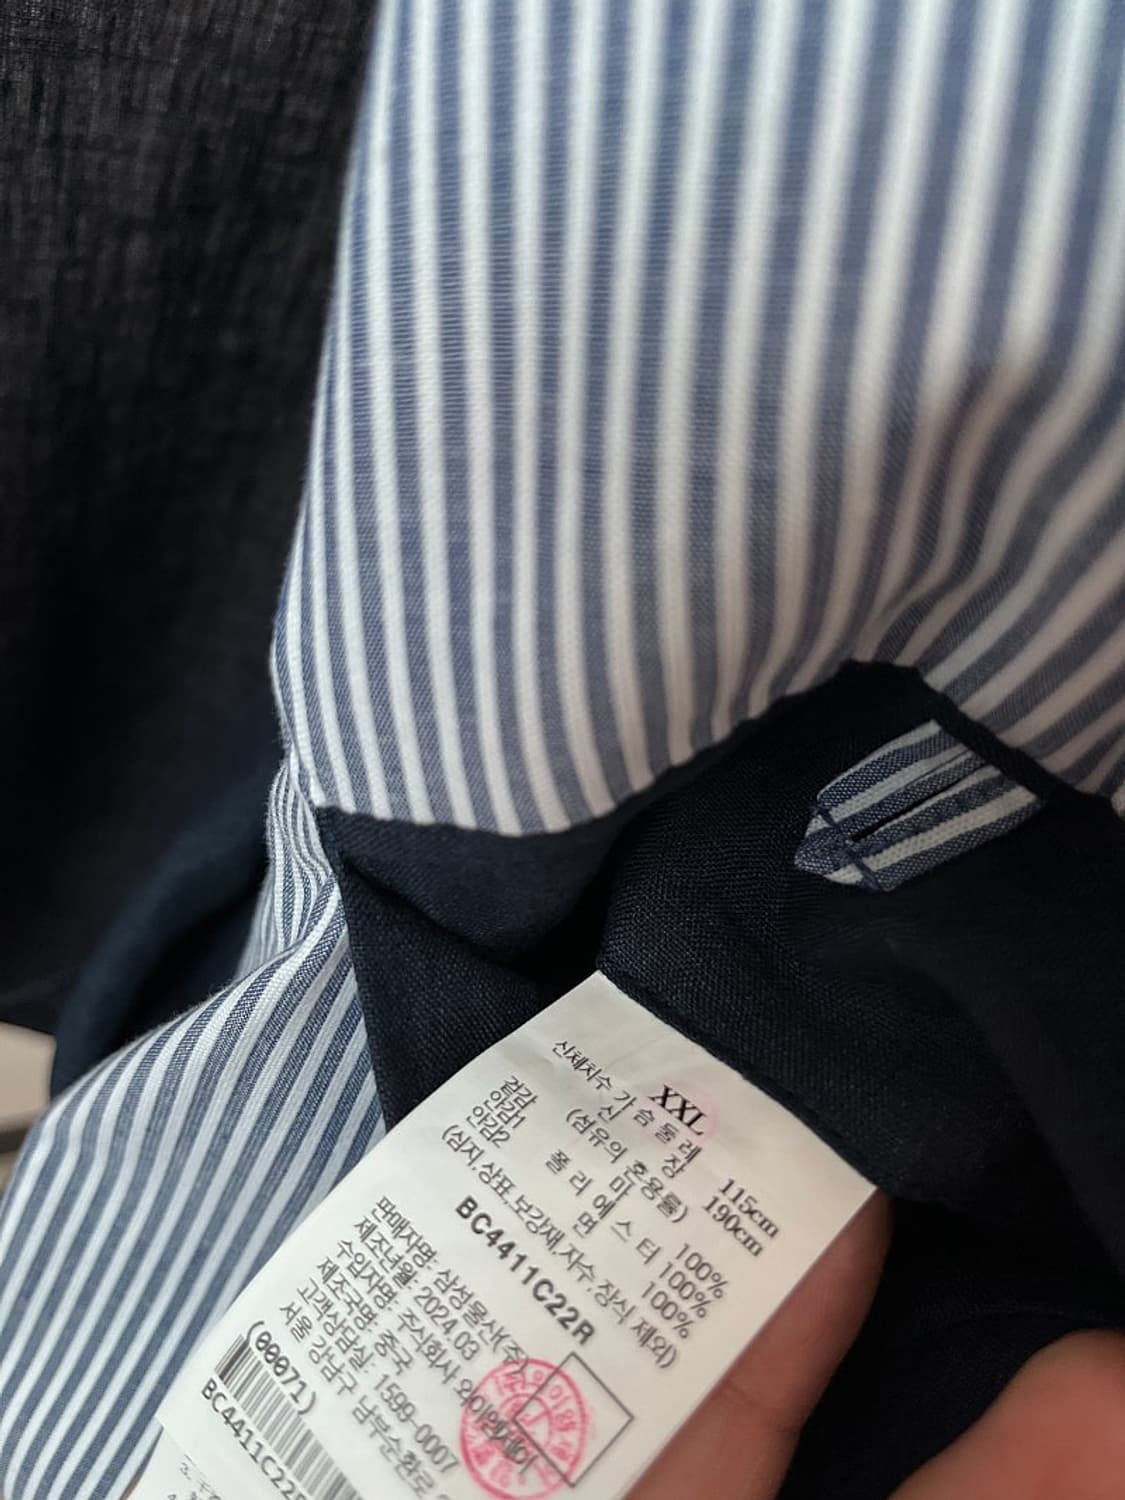 XXL
신체치수 가 슴 둘 레 115cm
신 장 190cm
(섬유의 혼용률)
겉감 마 100%
안감1 폴 리 에 스 터 100%
안감2 면 100%
(심지,상표,보강재,자수,장식 제외)
BC4411C22R
판매자명: 삼성물산(주)
제조년월: 2024.03
수입자명: 주식회사
제조국명: 중국
고객상담실: 1599-0007
서울 강남구 남부순환로
(00071)
BC4411C22